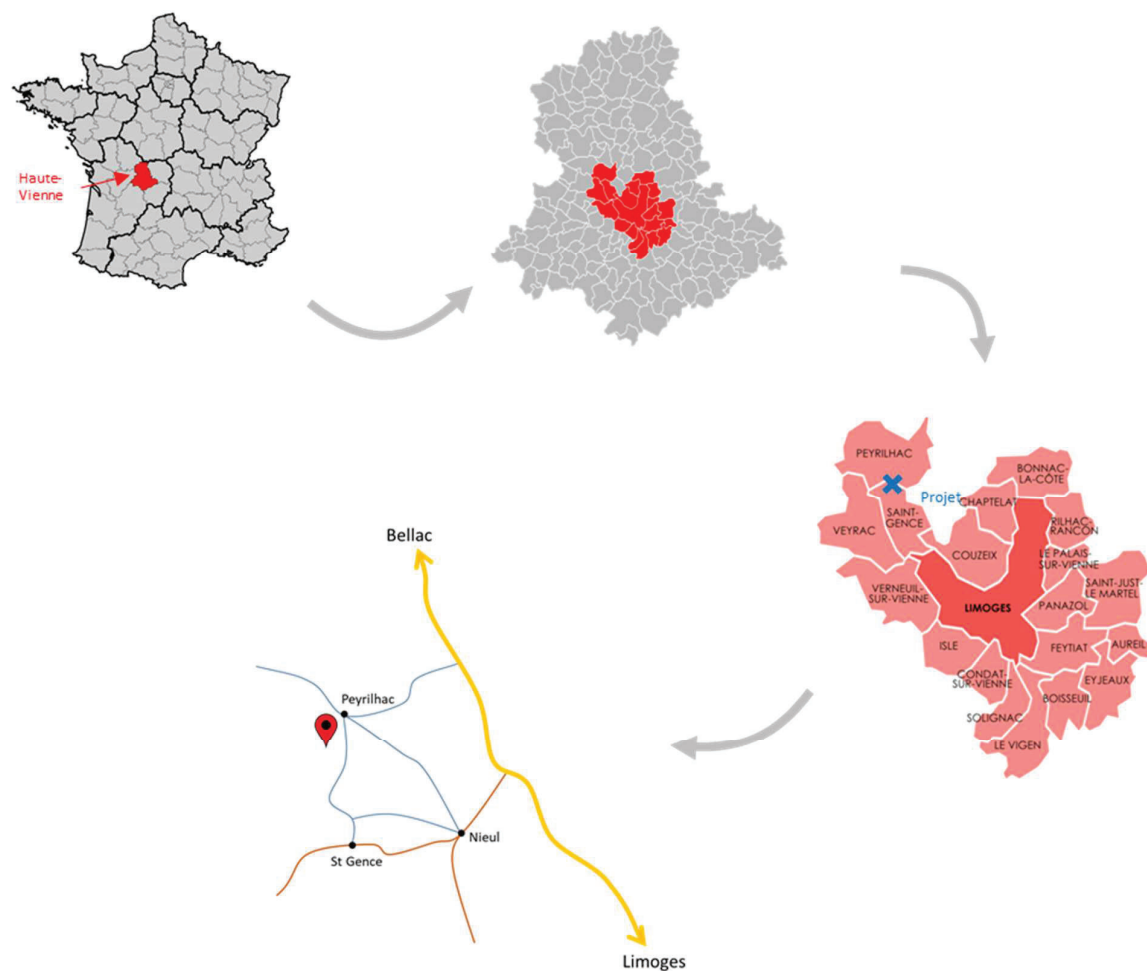 Haute-
Vienne
PEYRILHAC
BONNAC-
LA-CÔTE
Projet
CHAPTELAT
SAINT-
GENCE
RILHAC-
RANCON
VEYRAC
COUZEIX
LE PALAIS-
SUR-VIENNE
VERNEUIL-
SUR-VIENNE
SAINT-JUST-
LE MARTEL
LIMOGES
PANAZOL
ISLE
FEYTIAT
AUREIL
CONDAT-
SUR-VIENNE
EYJEAUX
BOISSEUIL
SOLIGNAC
LE VIGEN
Bellac
Peyrilhac
Nieul
St Gence
Limoges